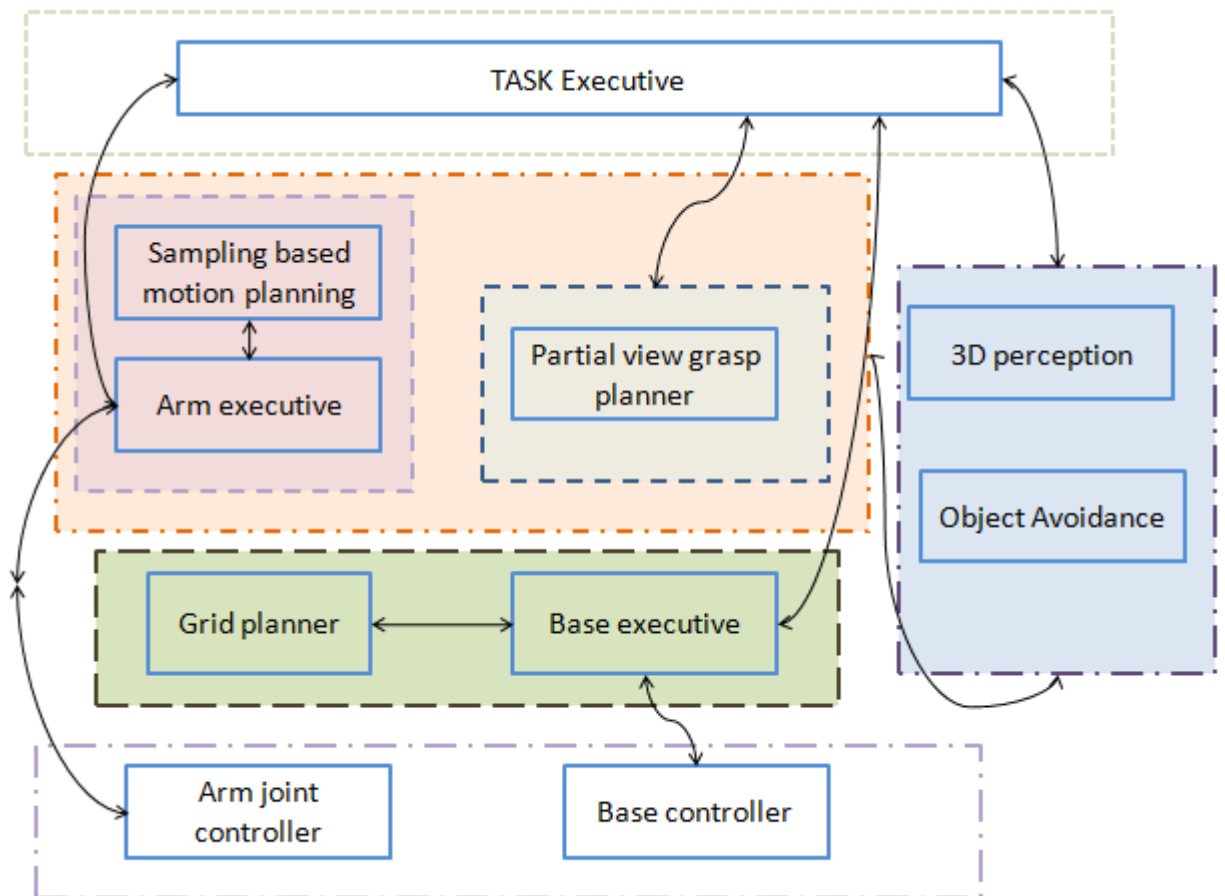 TASK Executive
Sampling based
motion planning
Arm executive
Partial view grasp
planner
3D perception
Object Avoidance
Grid planner
Base executive
Arm joint
controller
Base controller